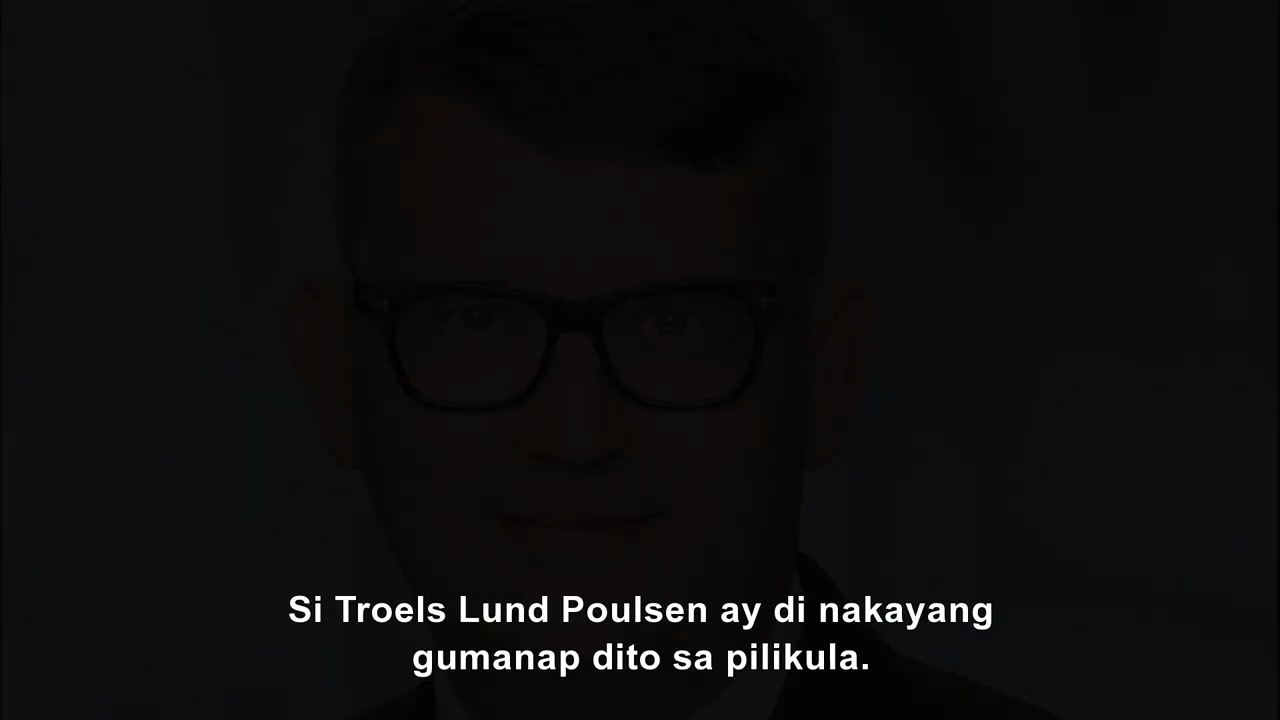 Si Troels Lund Poulsen ay di nakayang
gumanap dito sa pilikula.